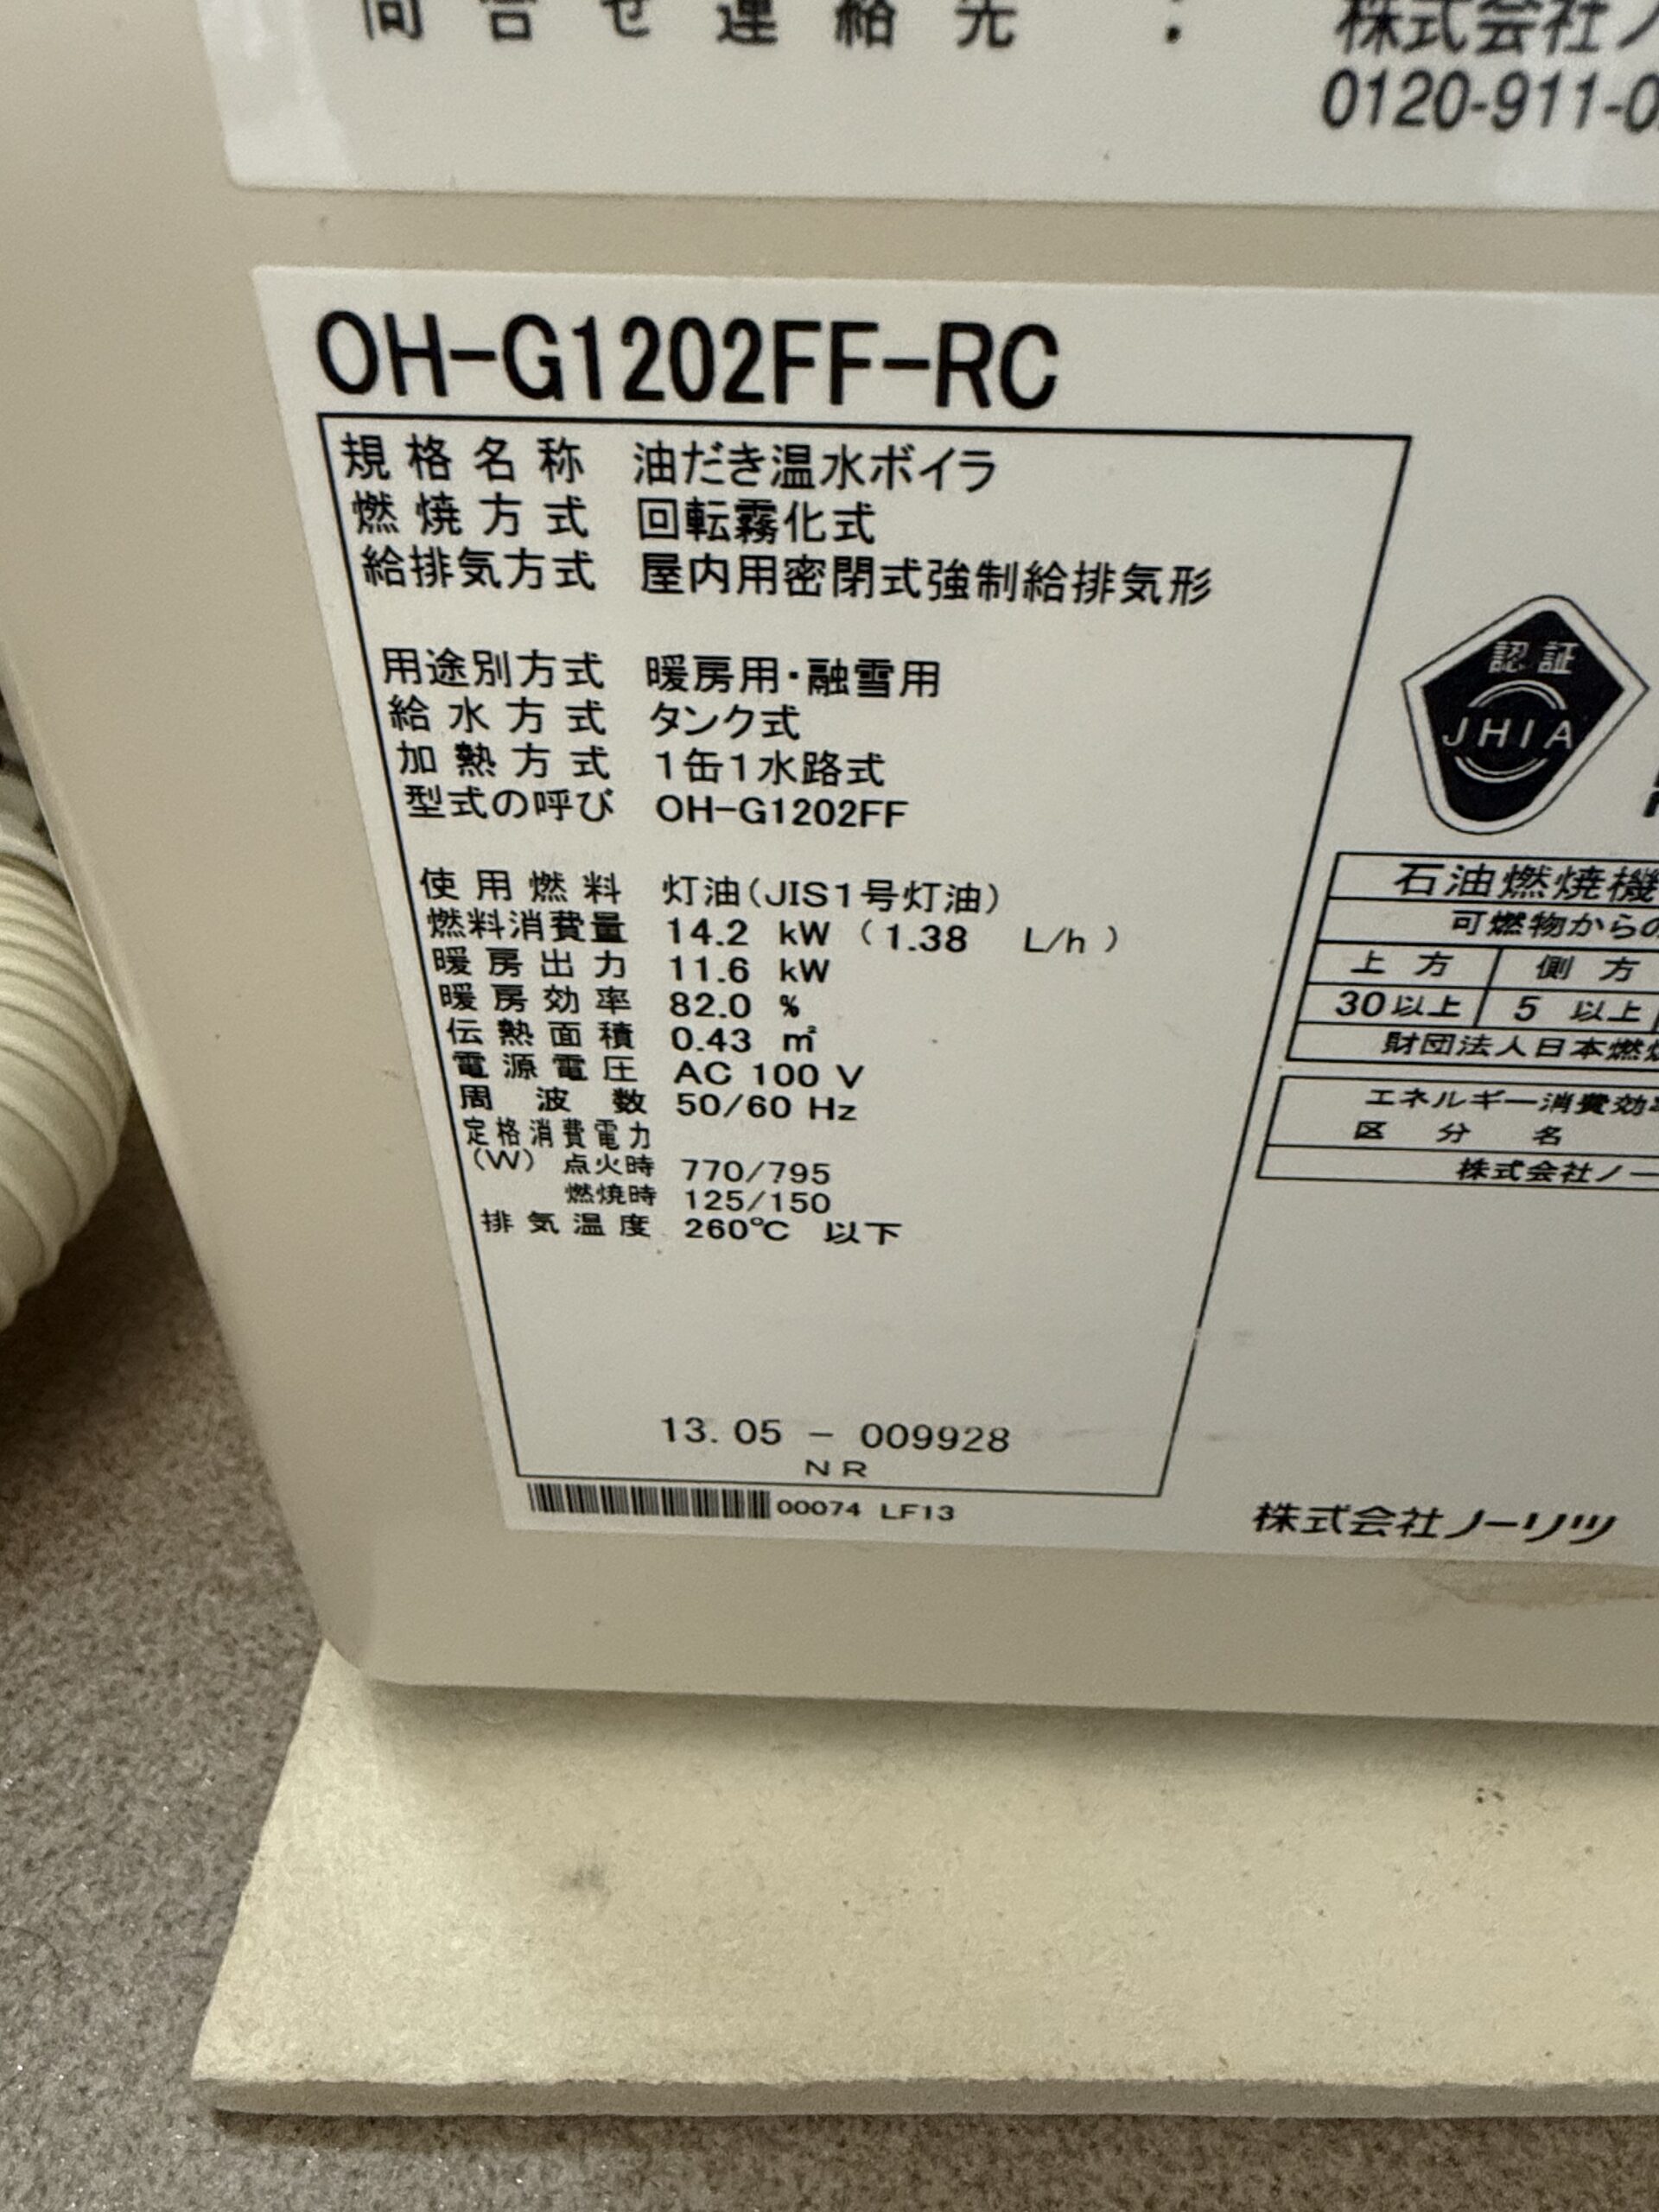 問合せ連絡先 : 株式会社ノ
0120-911-0
OH-G1202FF-RC
規格名称 油だき温水ボイラ
燃焼方式 回転霧化式
給排気方式 屋内用密閉式強制給排気形
用途別方式 暖房用・融雪用
給水方式 タンク式
加熱方式 1缶1水路式
型式の呼び OH-G1202FF
使用燃料 灯油(JIS1号灯油)
燃料消費量 14.2 kW (1.38 L/h)
暖房出力 11.6 kW
暖房効率 82.0 %
伝熱面積 0.43 ㎡
電源電圧 AC 100 V
周波数 50/60 Hz
定格消費電力
(W) 点火時 770/795
燃焼時 125/150
排気温度 260℃ 以下
13.05 - 009928
NR
00074 LF13
認証
JHIA
石油燃焼機
可燃物からの
上方 側方
30以上 5以上
財団法人日本燃
エネルギー消費効
区分名
株式会社ノー
株式会社ノーリツ